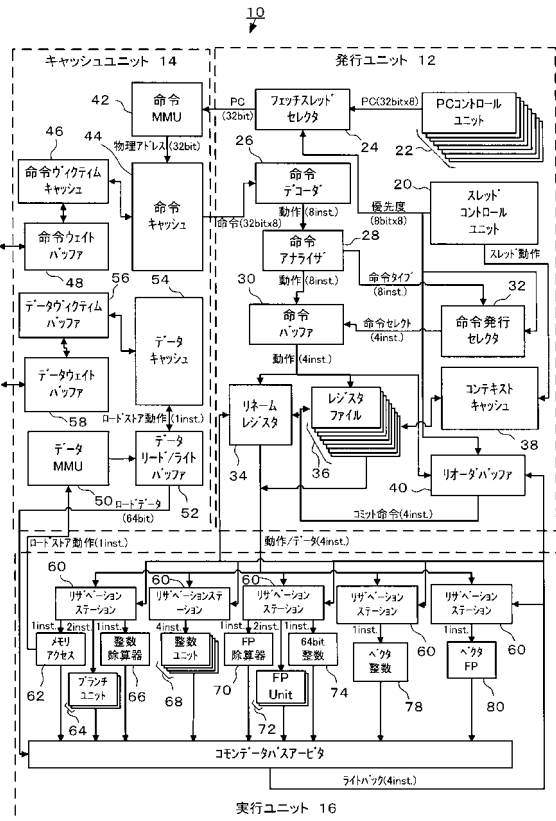 10
キャッシュユニット 14
発行ユニット 12
42
命令
MMU
PC
(32bit)
フェッチスレッド
セレクタ
24
PC(32bitx8)
PCコントロール
ユニット
22
46
44
物理アドレス(32bit)
26
命令ヴィクティム
キャッシュ
命令
キャッシュ
命令(32bitx8)
命令
デコーダ
動作(8inst.)
優先度
(8bitx8)
20
スレッド
コントロール
ユニット
スレッド動作
命令ウェイト
バッファ
48
命令
アナライザ
28
動作(8inst.)
命令タイプ
(8inst.)
56
54
30
32
データヴィクティム
バッファ
データ
キャッシュ
命令
バッファ
命令セレクト
(4inst.)
命令発行
セレクタ
動作(4inst.)
データウェイト
バッファ
58
ロードストア動作(1inst.)
リネーム
レジスタ
34
レジスタ
ファイル
36
コンテキスト
キャッシュ
38
データ
MMU
50
データ
リード/ライト
バッファ
52
リオーダバッファ
40
ロードデータ
(64bit)
コミット命令(4inst.)
ロードストア動作(1inst.)
動作/データ(4inst.)
60
60
60
リザベーション
ステーション
リザベーションステ
ーション
リザベーション
ステーション
リザベーション
ステーション
リザベーション
ステーション
1inst.
2inst.
1inst.
4inst.
1inst.
2inst.
1inst.
1inst.
60
1inst.
60
メモリ
アクセス
62
ブランチ
ユニット
64
整数
除算器
66
整数
ユニット
68
FP
除算器
70
FP
Unit
72
64bit
整数
74
ベクタ
整数
78
ベクタ
FP
80
コモンデータバスアービタ
ライトバック(4inst.)
実行ユニット 16